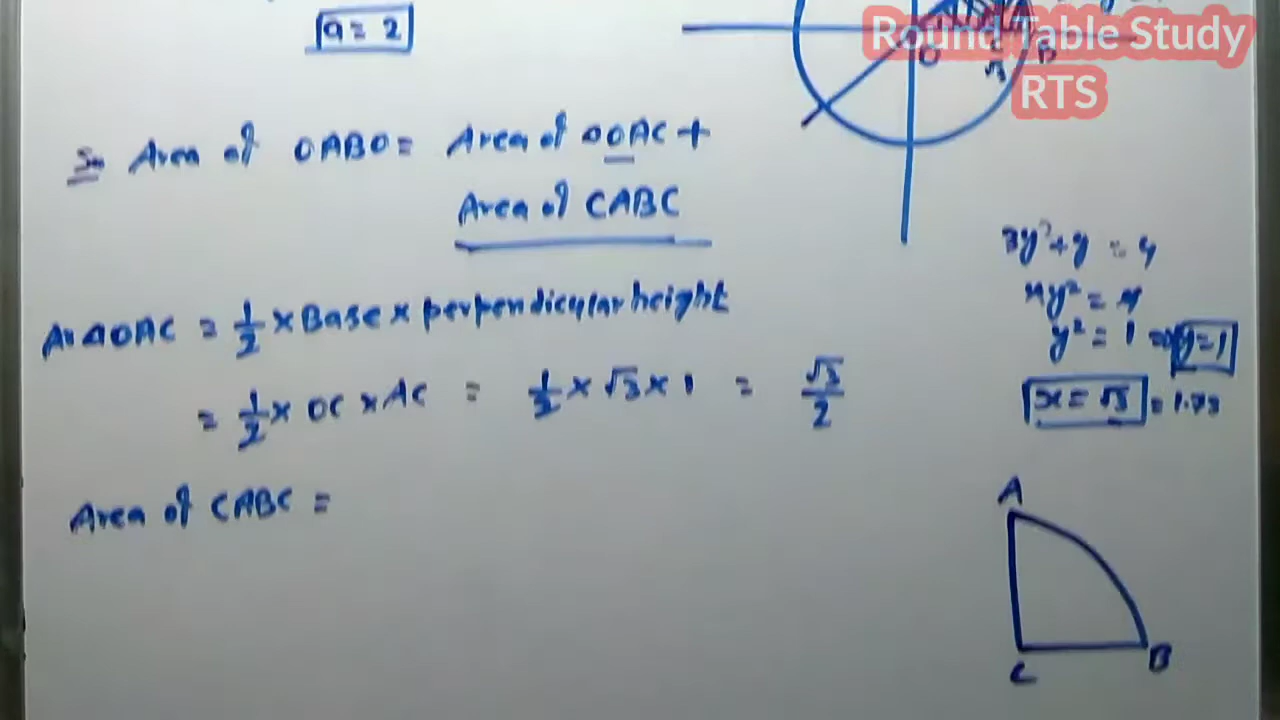 a = 2
Round Table Study
RTS
O
B
√3
So Area of OABO = Area of △OAC +
Area of CABC
3y²+y = 4
Ar △OAC = 1/2 × Base × perpendicular height
4y² = 4
y² = 1 ⇒ y=1
= 1/2 × OC × AC = 1/2 × √3 × 1 = √3/2
x = √3 = 1.73
Area of CABC =
A
C
B